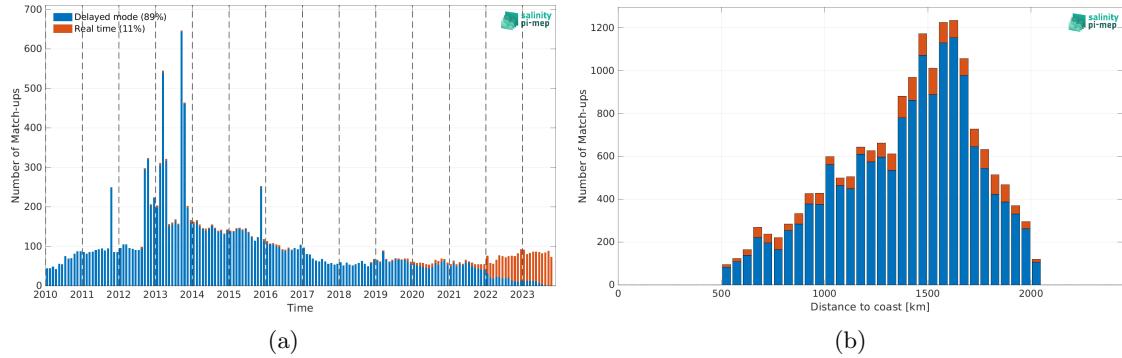 Delayed mode (89%)
Real time (11%)
salinity
pi-mep
Number of Match-ups
700
600
500
400
300
200
100
0
2010 2011 2012 2013 2014 2015 2016 2017 2018 2019 2020 2021 2022 2023
Time
(a)
salinity
pi-mep
Number of Match-ups
1200
1000
800
600
400
200
0
0 500 1000 1500 2000
Distance to coast [km]
(b)